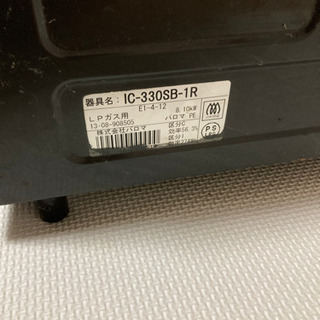 器具名: IC-330SB-1R
E1-4-12 8.10kW
LPガス用 パロマ PE
13-08-908505 区分C
株式会社パロマ 効率56.3%
区分I
PS